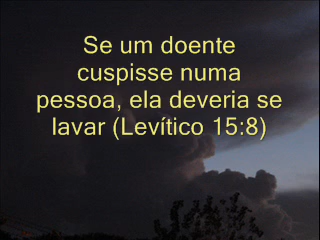 Se um doente
cuspisse numa
pessoa, ela deveria se
lavar (Levítico 15:8)